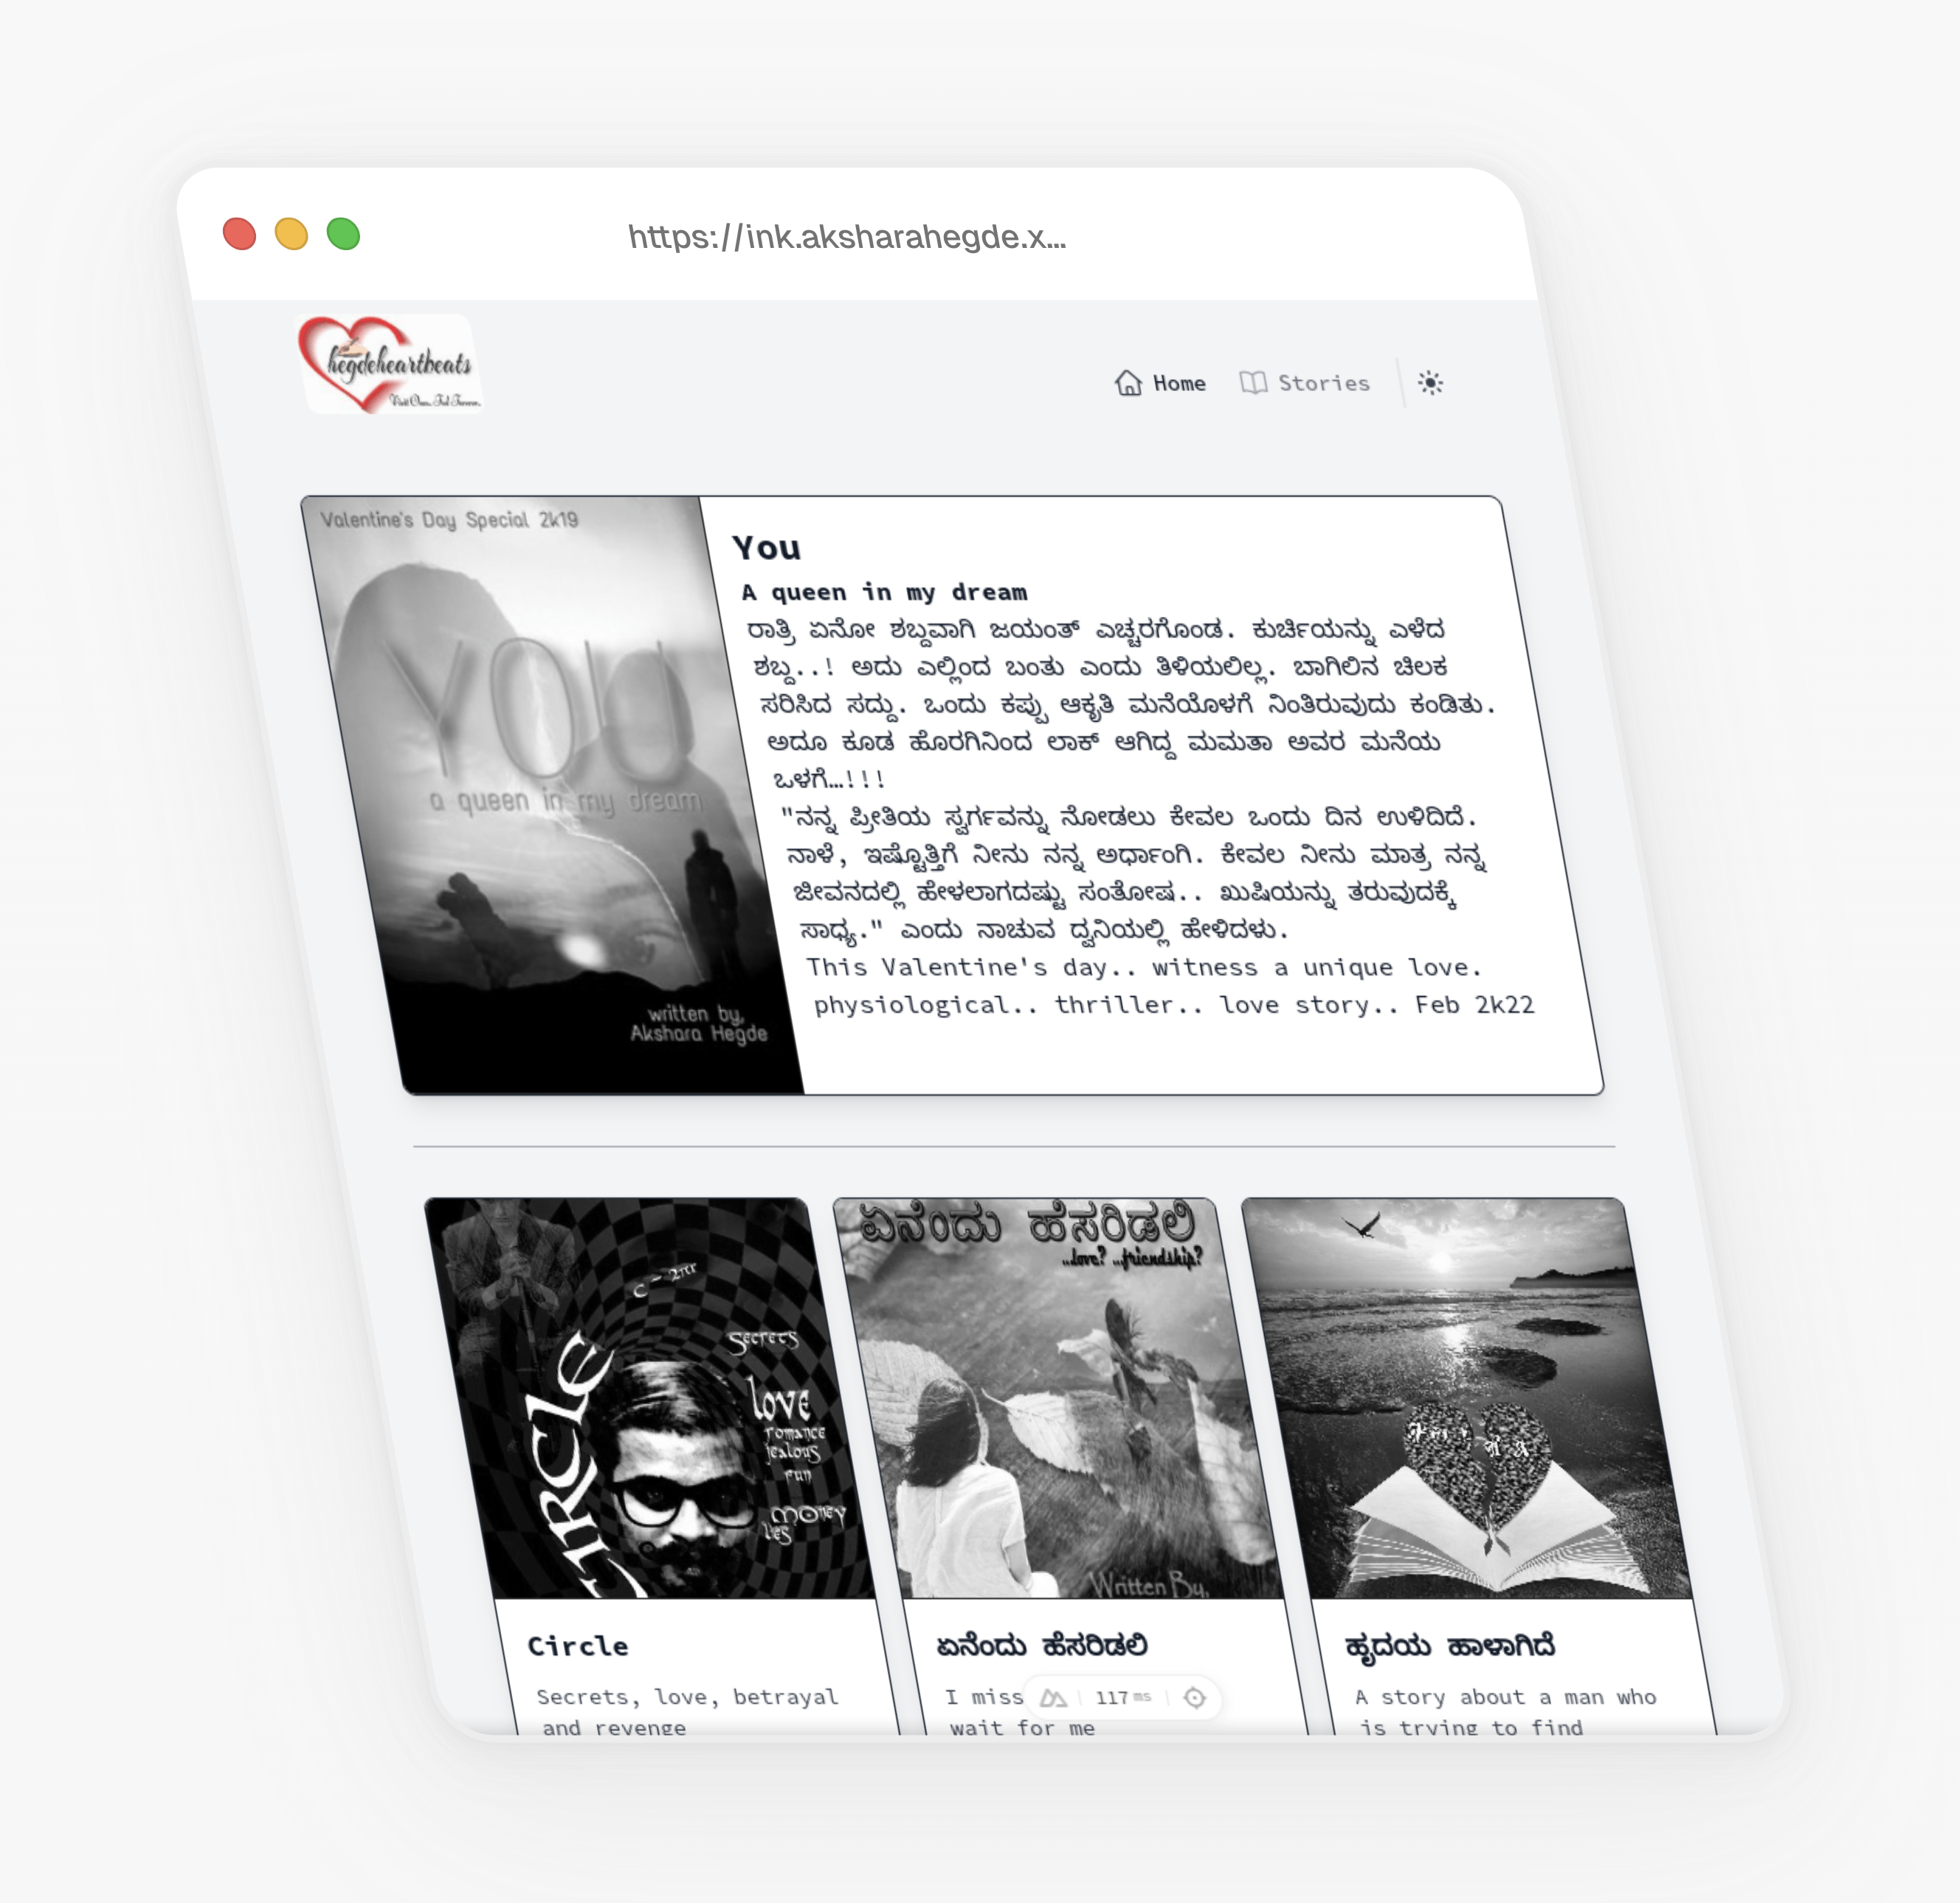 https://ink.aksharahegde.x...
hegdeheartbeats
Visit Once.. Feel Forever..
Home
Stories
Valentine's Day Special 2k19
YOU
a queen in my dream
written by,
Akshara Hegde
You
A queen in my dream
ರಾತ್ರಿ ಏನೋ ಶಬ್ದವಾಗಿ ಜಯಂತ್ ಎಚ್ಚರಗೊಂಡ. ಕುರ್ಚಿಯನ್ನು ಎಳೆದ
ಶಬ್ದ..! ಅದು ಎಲ್ಲಿಂದ ಬಂತು ಎಂದು ತಿಳಿಯಲಿಲ್ಲ. ಬಾಗಿಲಿನ ಚಿಲಕ
ಸರಿಸಿದ ಸದ್ದು. ಒಂದು ಕಪ್ಪು ಆಕೃತಿ ಮನೆಯೊಳಗೆ ನಿಂತಿರುವುದು ಕಂಡಿತು.
ಅದೂ ಕೂಡ ಹೊರಗಿನಿಂದ ಲಾಕ್ ಆಗಿದ್ದ ಮಮತಾ ಅವರ ಮನೆಯ
ಒಳಗೆ…!!!
"ನನ್ನ ಪ್ರೀತಿಯ ಸ್ವರ್ಗವನ್ನು ನೋಡಲು ಕೇವಲ ಒಂದು ದಿನ ಉಳಿದಿದೆ.
ನಾಳೆ, ಇಷ್ಟೊತ್ತಿಗೆ ನೀನು ನನ್ನ ಅರ್ಧಾಂಗಿ. ಕೇವಲ ನೀನು ಮಾತ್ರ ನನ್ನ
ಜೀವನದಲ್ಲಿ ಹೇಳಲಾಗದಷ್ಟು ಸಂತೋಷ.. ಖುಷಿಯನ್ನು ತರುವುದಕ್ಕೆ
ಸಾಧ್ಯ." ಎಂದು ನಾಚುವ ದ್ವನಿಯಲ್ಲಿ ಹೇಳಿದಳು.
This Valentine's day.. witness a unique love.
physiological.. thriller.. love story.. Feb 2k22
C = 2πr
CIRCLE
Secrets
love
romance
jealous
fun
money
lies
Circle
Secrets, love, betrayal
and revenge
ಏನೆಂದು ಹೆಸರಿಡಲಿ
...love? ...friendship?
Written By,
ಏನೆಂದು ಹೆಸರಿಡಲಿ
I miss
wait for me
117 ms
ಹೃದಯ ಹಾಳಾಗಿದೆ
A story about a man who
is trying to find